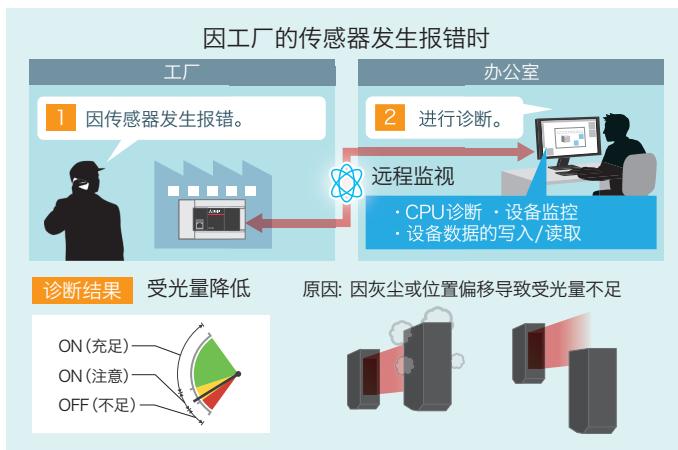 因工厂的传感器发生报错时
工厂
办公室
1 因传感器发生报错。
2 进行诊断。
远程监视
·CPU诊断 ·设备监控
·设备数据的写入/读取
诊断结果 受光量降低
原因: 因灰尘或位置偏移导致受光量不足
ON(充足)
ON(注意)
OFF(不足)